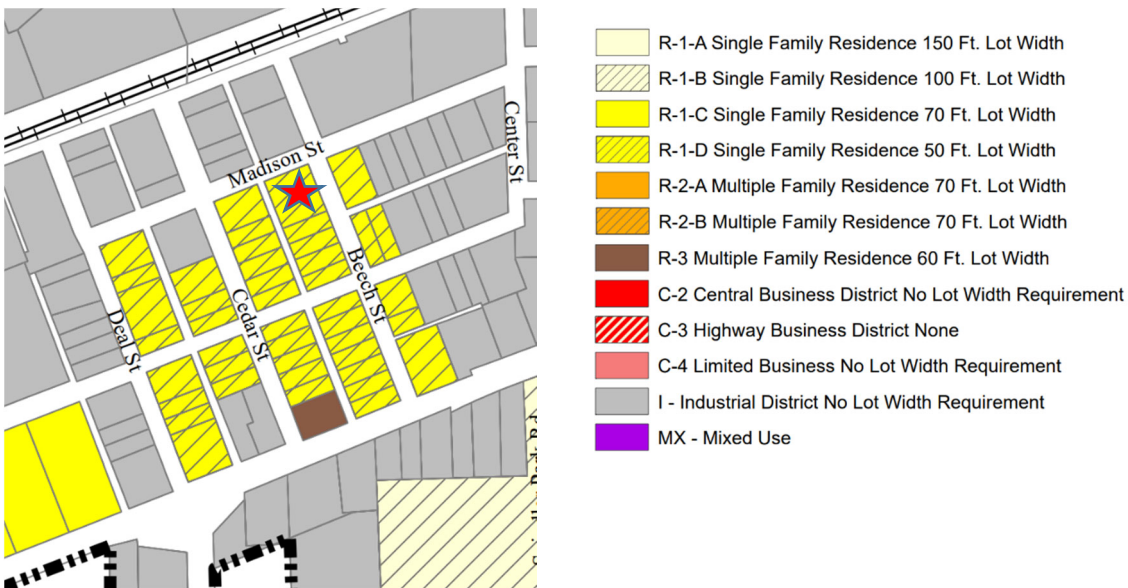 Madison St
Center St
Beech St
Cedar St
Deal St
R-1-A Single Family Residence 150 Ft. Lot Width
R-1-B Single Family Residence 100 Ft. Lot Width
R-1-C Single Family Residence 70 Ft. Lot Width
R-1-D Single Family Residence 50 Ft. Lot Width
R-2-A Multiple Family Residence 70 Ft. Lot Width
R-2-B Multiple Family Residence 70 Ft. Lot Width
R-3 Multiple Family Residence 60 Ft. Lot Width
C-2 Central Business District No Lot Width Requirement
C-3 Highway Business District None
C-4 Limited Business No Lot Width Requirement
I - Industrial District No Lot Width Requirement
MX - Mixed Use